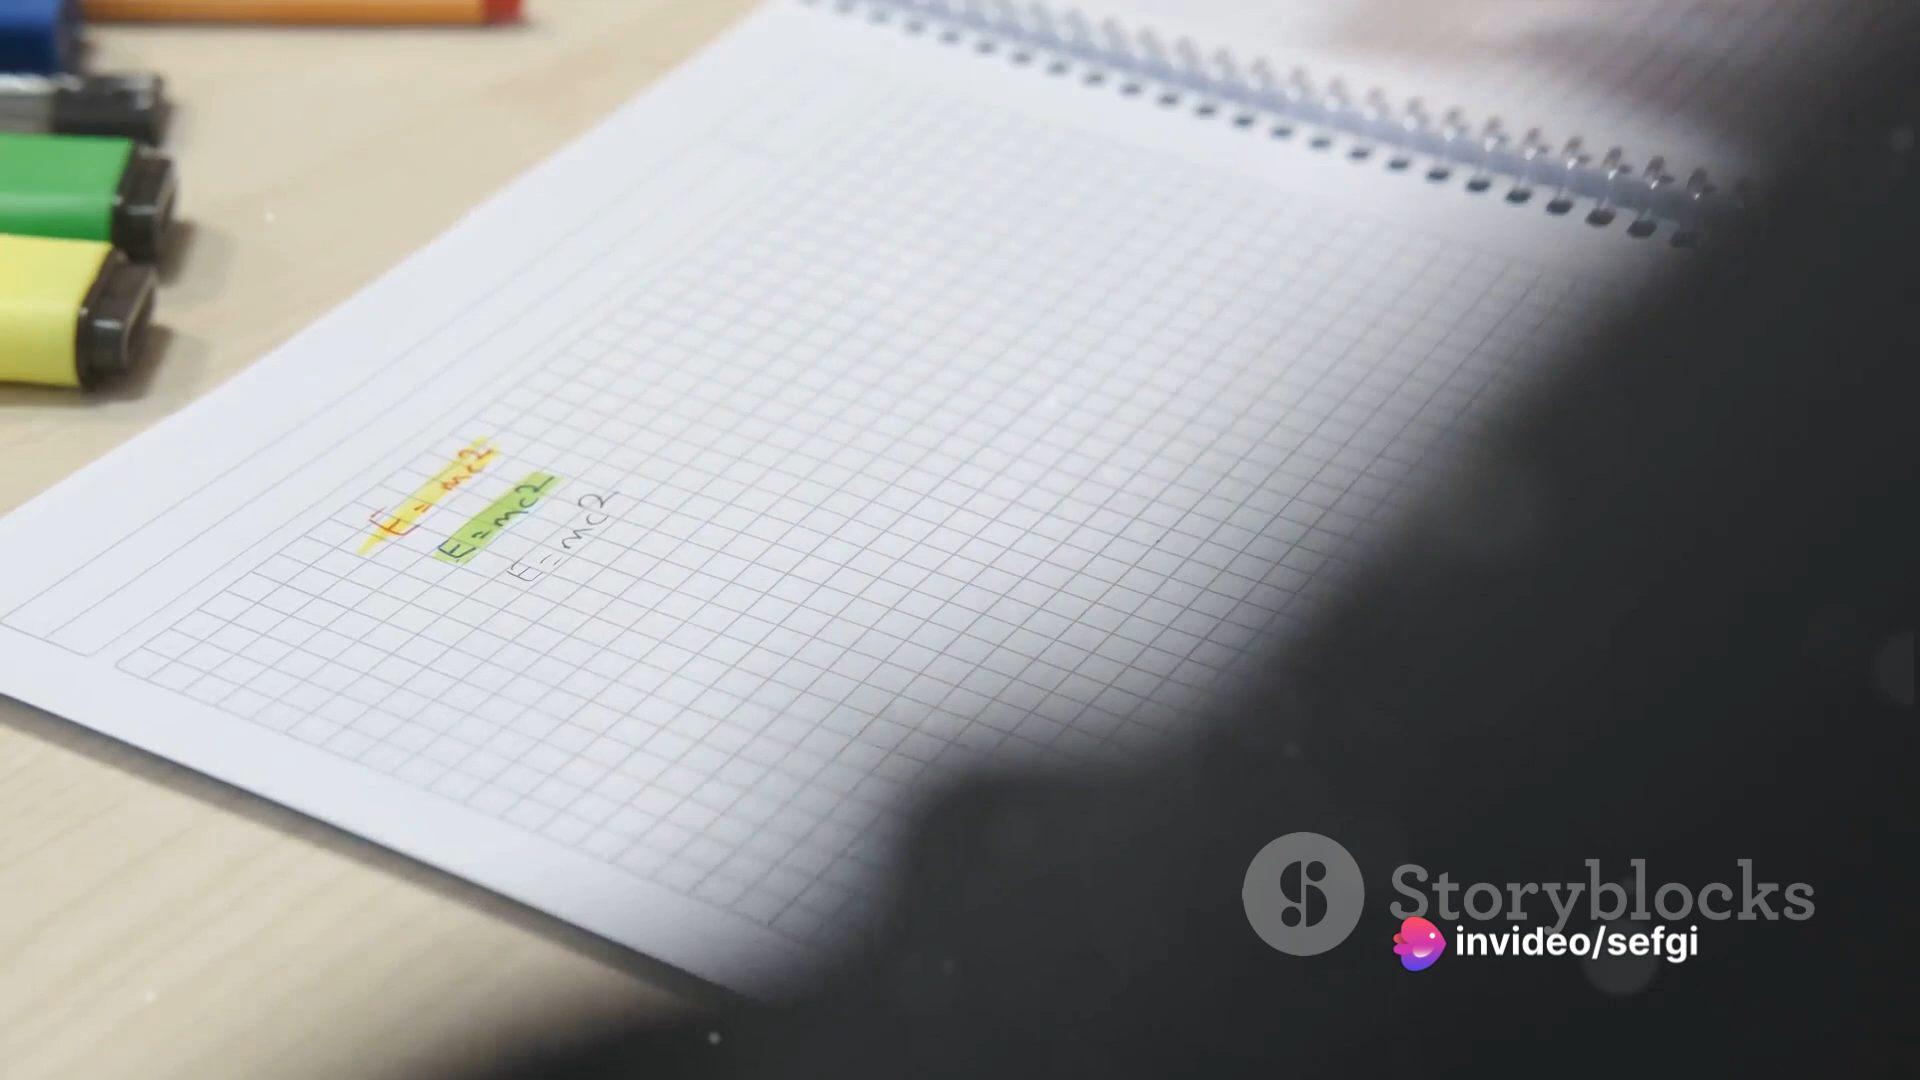 E = mc2
E = mc2
E = mc2
Storyblocks
invideo/sefgi